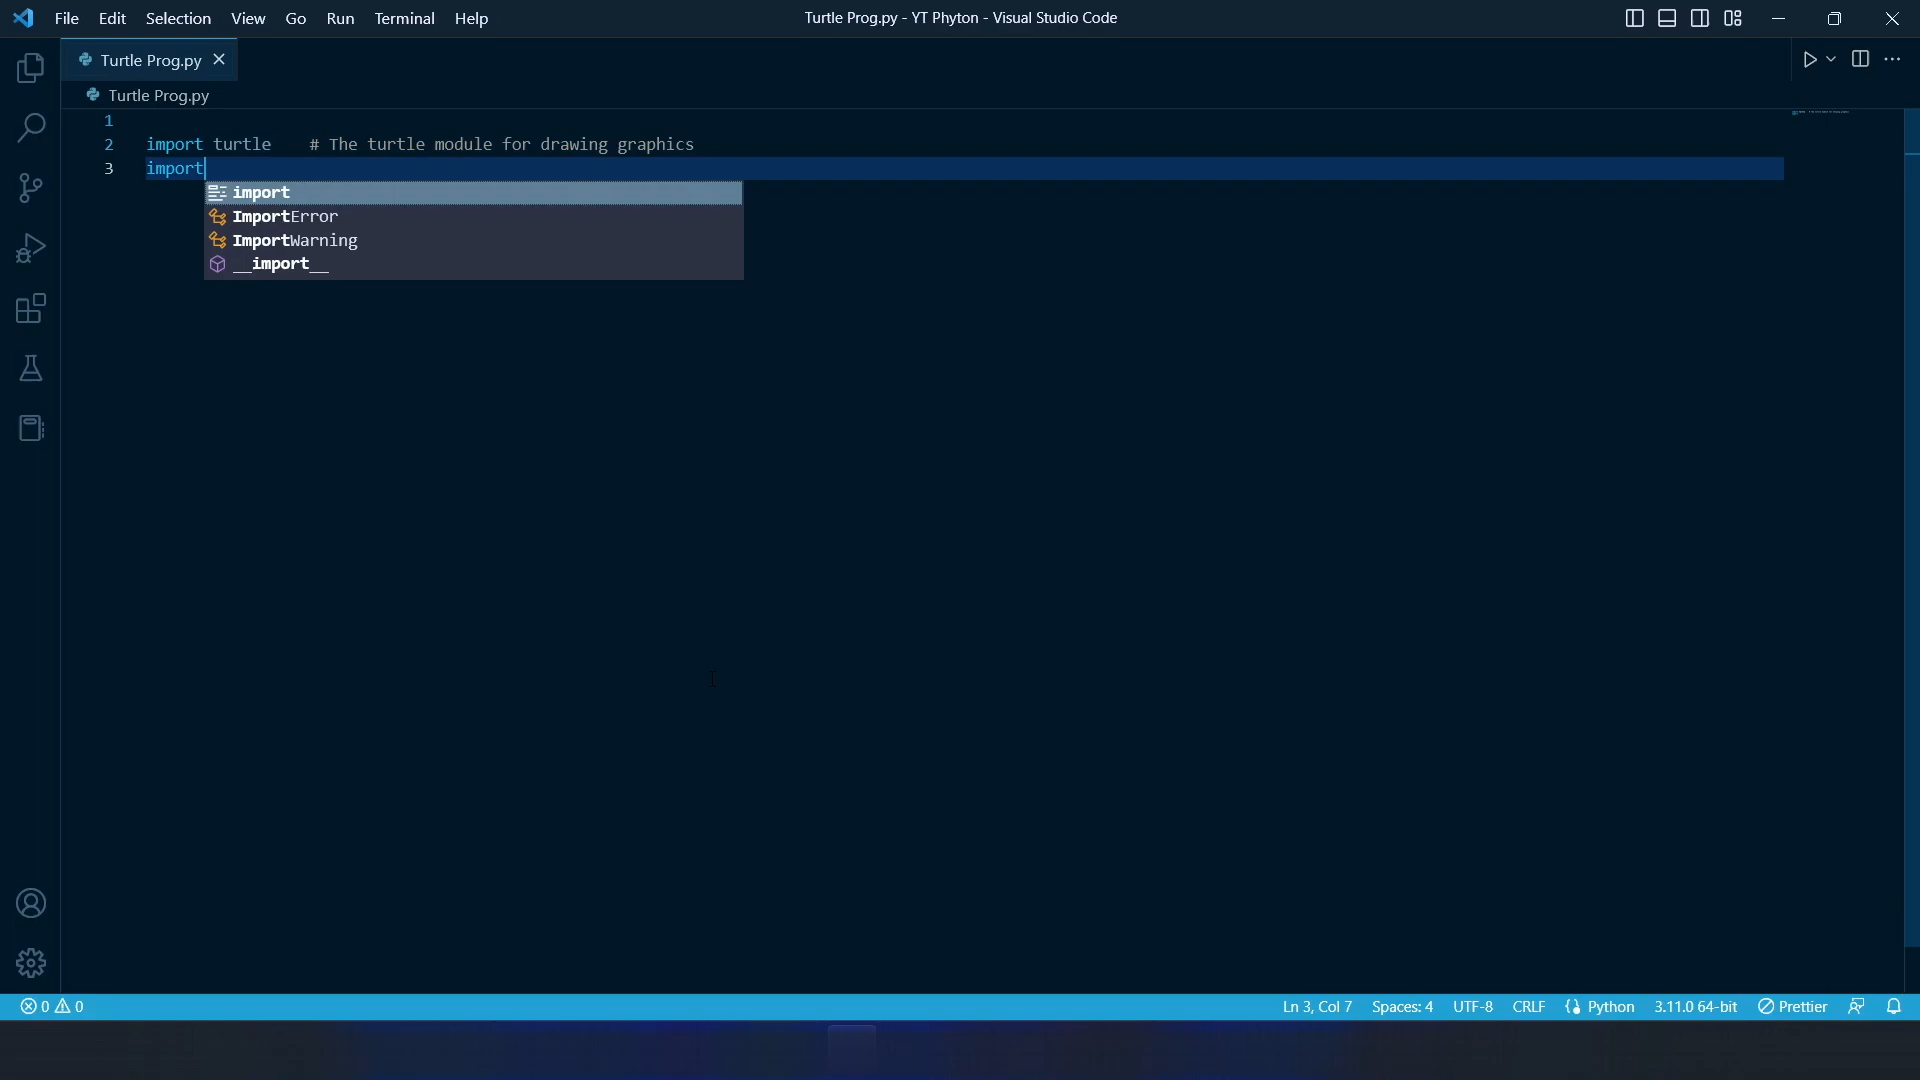 File Edit Selection View Go Run Terminal Help
Turtle Prog.py - YT Phyton - Visual Studio Code
Turtle Prog.py
Turtle Prog.py
1
2 import turtle    # The turtle module for drawing graphics
3 import
import
ImportError
ImportWarning
__import__
0 0
Ln 3, Col 7 Spaces: 4 UTF-8 CRLF Python 3.11.0 64-bit Prettier